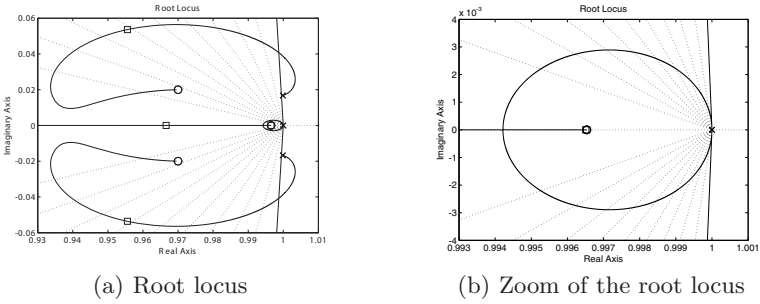 Root Locus
Imaginary Axis
0.06
0.04
0.02
0
−0.02
−0.04
−0.06
0.93 0.94 0.95 0.96 0.97 0.98 0.99 1 1.01
Real Axis
(a) Root locus
Root Locus
x 10⁻³
Imaginary Axis
4
3
2
1
0
-1
-2
-3
-4
0.993 0.994 0.995 0.996 0.997 0.998 0.999 1 1.001
Real Axis
(b) Zoom of the root locus